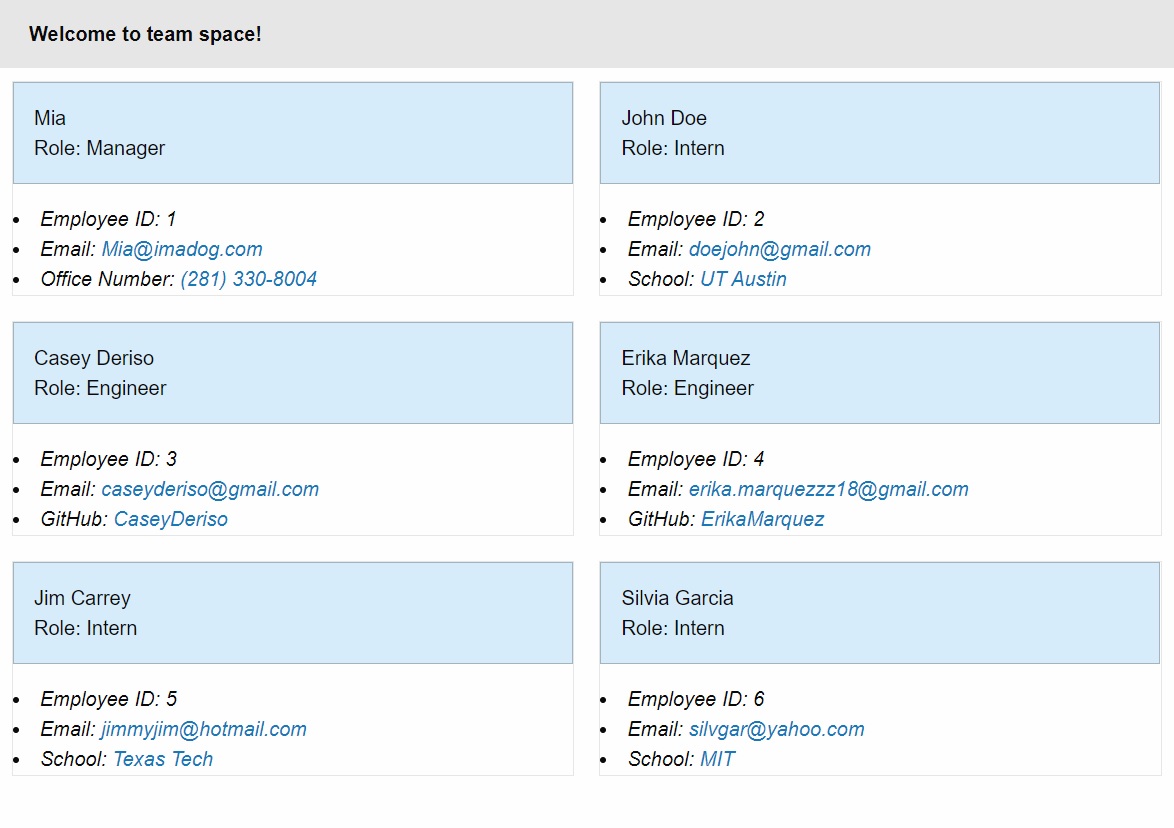 Welcome to team space!
Mia
Role: Manager
• Employee ID: 1
• Email: Mia@imadog.com
• Office Number: (281) 330-8004
John Doe
Role: Intern
• Employee ID: 2
• Email: doejohn@gmail.com
• School: UT Austin
Casey Deriso
Role: Engineer
• Employee ID: 3
• Email: caseyderiso@gmail.com
• GitHub: CaseyDeriso
Erika Marquez
Role: Engineer
• Employee ID: 4
• Email: erika.marquezzz18@gmail.com
• GitHub: ErikaMarquez
Jim Carrey
Role: Intern
• Employee ID: 5
• Email: jimmyjim@hotmail.com
• School: Texas Tech
Silvia Garcia
Role: Intern
• Employee ID: 6
• Email: silvgar@yahoo.com
• School: MIT